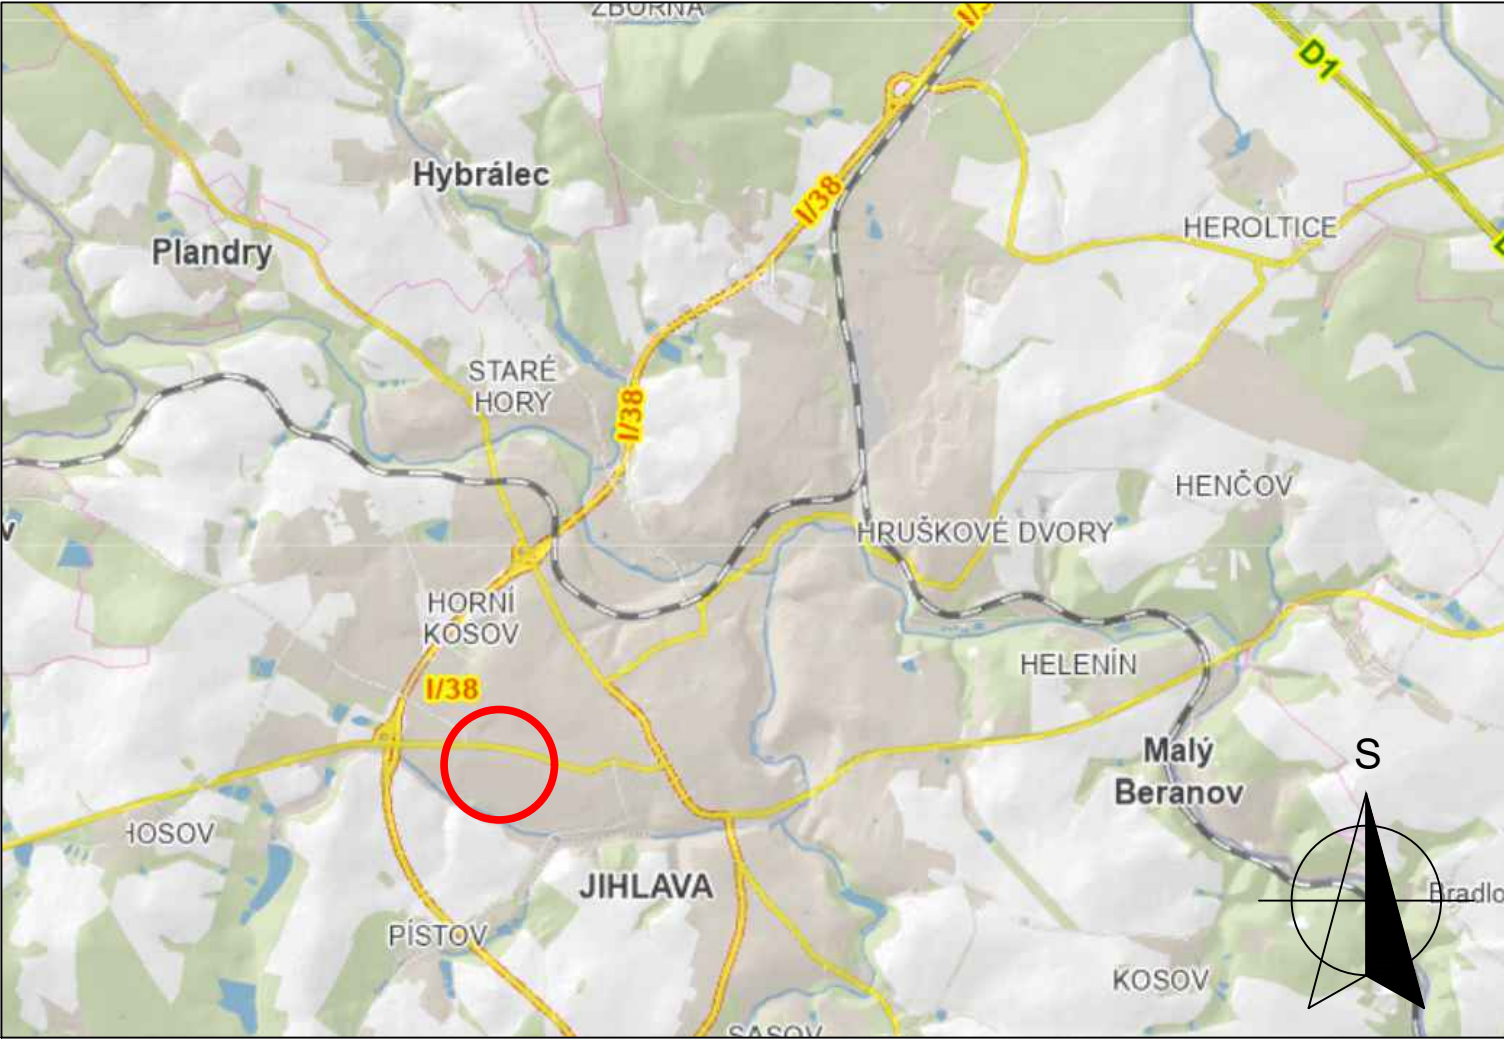 ZBORNÁ
D1
Hybrálec
I/38
HEROLTICE
Plandry
STARÉ
HORY
I/38
HENČOV
HRUŠKOVÉ DVORY
HORNÍ
KOSOV
HELENÍN
I/38
Malý
Beranov
S
HOSOV
JIHLAVA
Bradlo
PÍSTOV
KOSOV
SASOV